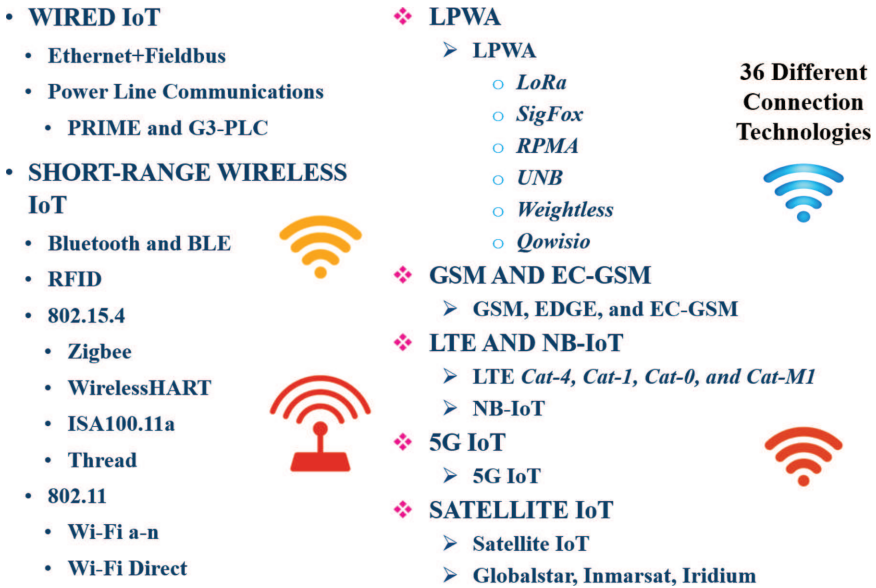 • WIRED IoT
• Ethernet+Fieldbus
• Power Line Communications
• PRIME and G3-PLC
• SHORT-RANGE WIRELESS
IoT
• Bluetooth and BLE
• RFID
• 802.15.4
• Zigbee
• WirelessHART
• ISA100.11a
• Thread
• 802.11
• Wi-Fi a-n
• Wi-Fi Direct
❖ LPWA
➢ LPWA
o LoRa
o SigFox
o RPMA
o UNB
o Weightless
o Qowisio
❖ GSM AND EC-GSM
➢ GSM, EDGE, and EC-GSM
❖ LTE AND NB-IoT
➢ LTE Cat-4, Cat-1, Cat-0, and Cat-M1
➢ NB-IoT
❖ 5G IoT
➢ 5G IoT
❖ SATELLITE IoT
➢ Satellite IoT
➢ Globalstar, Inmarsat, Iridium
36 Different
Connection
Technologies